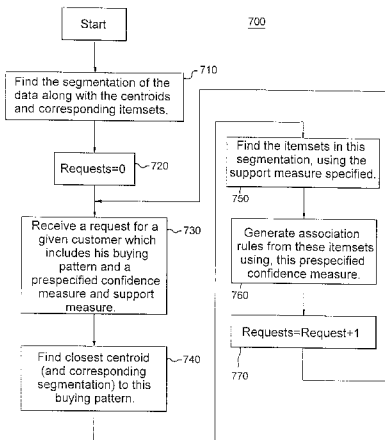 Start
700
710
Find the segmentation of the
data along with the centroids
and corresponding itemsets.
Requests=0
720
Receive a request for a
given customer which
includes his buying
pattern and a
prespecified confidence
measure and support
measure.
730
Find closest centroid
(and corresponding
segmentation) to this
buying pattern.
740
Find the itemsets in this
segmentation, using the
support measure specified.
750
Generate association
rules from these itemsets
using, this prespecified
confidence measure.
760
Requests=Request+1
770